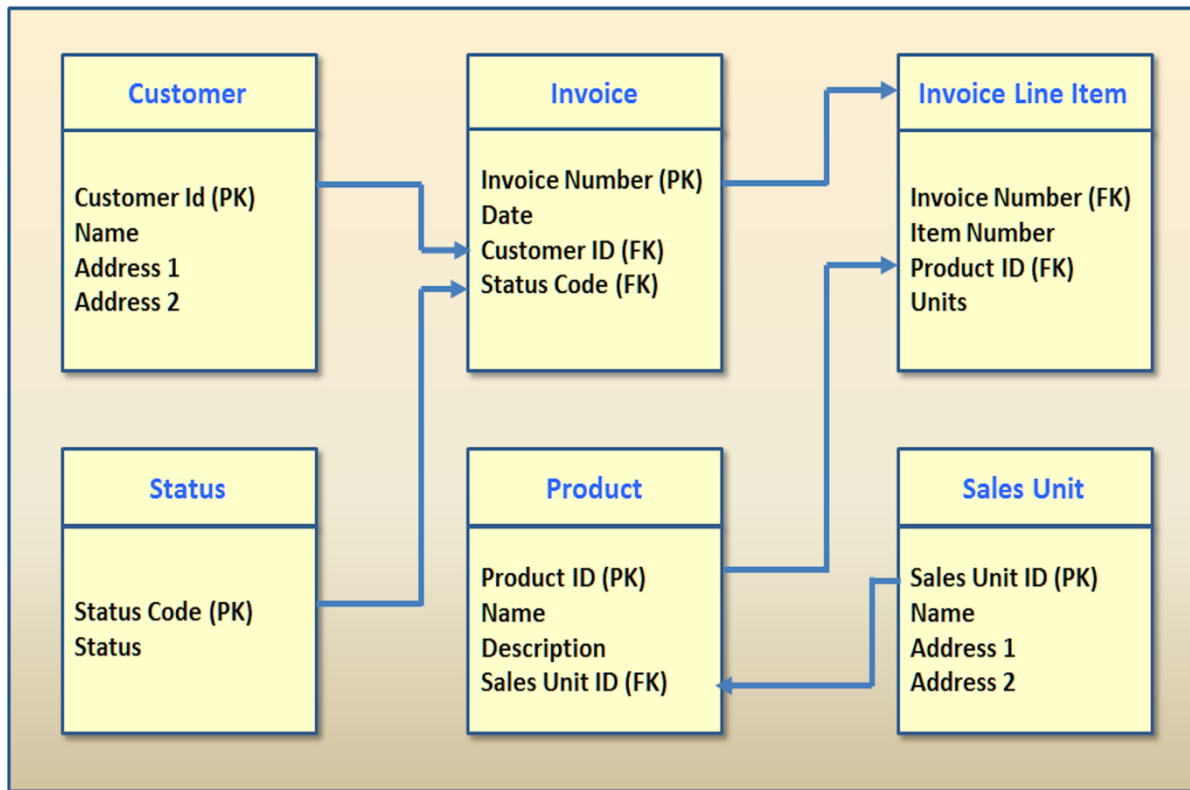 Customer
Customer Id (PK)
Name
Address 1
Address 2
Invoice
Invoice Number (PK)
Date
Customer ID (FK)
Status Code (FK)
Invoice Line Item
Invoice Number (FK)
Item Number
Product ID (FK)
Units
Status
Status Code (PK)
Status
Product
Product ID (PK)
Name
Description
Sales Unit ID (FK)
Sales Unit
Sales Unit ID (PK)
Name
Address 1
Address 2